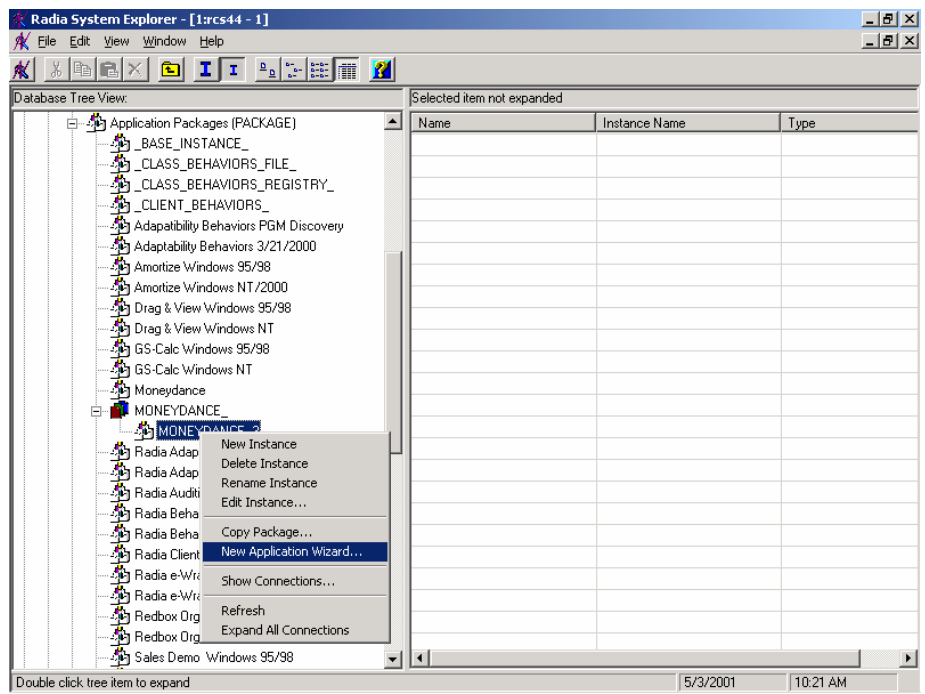 Radia System Explorer - [1:rcs44 - 1]
File Edit View Window Help
Database Tree View:
Selected item not expanded
Name Instance Name Type
Application Packages (PACKAGE)
_BASE_INSTANCE_
_CLASS_BEHAVIORS_FILE_
_CLASS_BEHAVIORS_REGISTRY_
_CLIENT_BEHAVIORS_
Adapatibility Behaviors PGM Discovery
Adaptability Behaviors 3/21/2000
Amortize Windows 95/98
Amortize Windows NT/2000
Drag & View Windows 95/98
Drag & View Windows NT
GS-Calc Windows 95/98
GS-Calc Windows NT
Moneydance
MONEYDANCE_
MONEYDANCE_2
Radia Adap
Radia Adap
Radia Auditi
Radia Beha
Radia Beha
Radia Client
Radia e-Wra
Radia e-Wra
Redbox Org
Redbox Org
Sales Demo Windows 95/98
New Instance
Delete Instance
Rename Instance
Edit Instance...
Copy Package...
New Application Wizard...
Show Connections...
Refresh
Expand All Connections
Double click tree item to expand
5/3/2001
10:21 AM